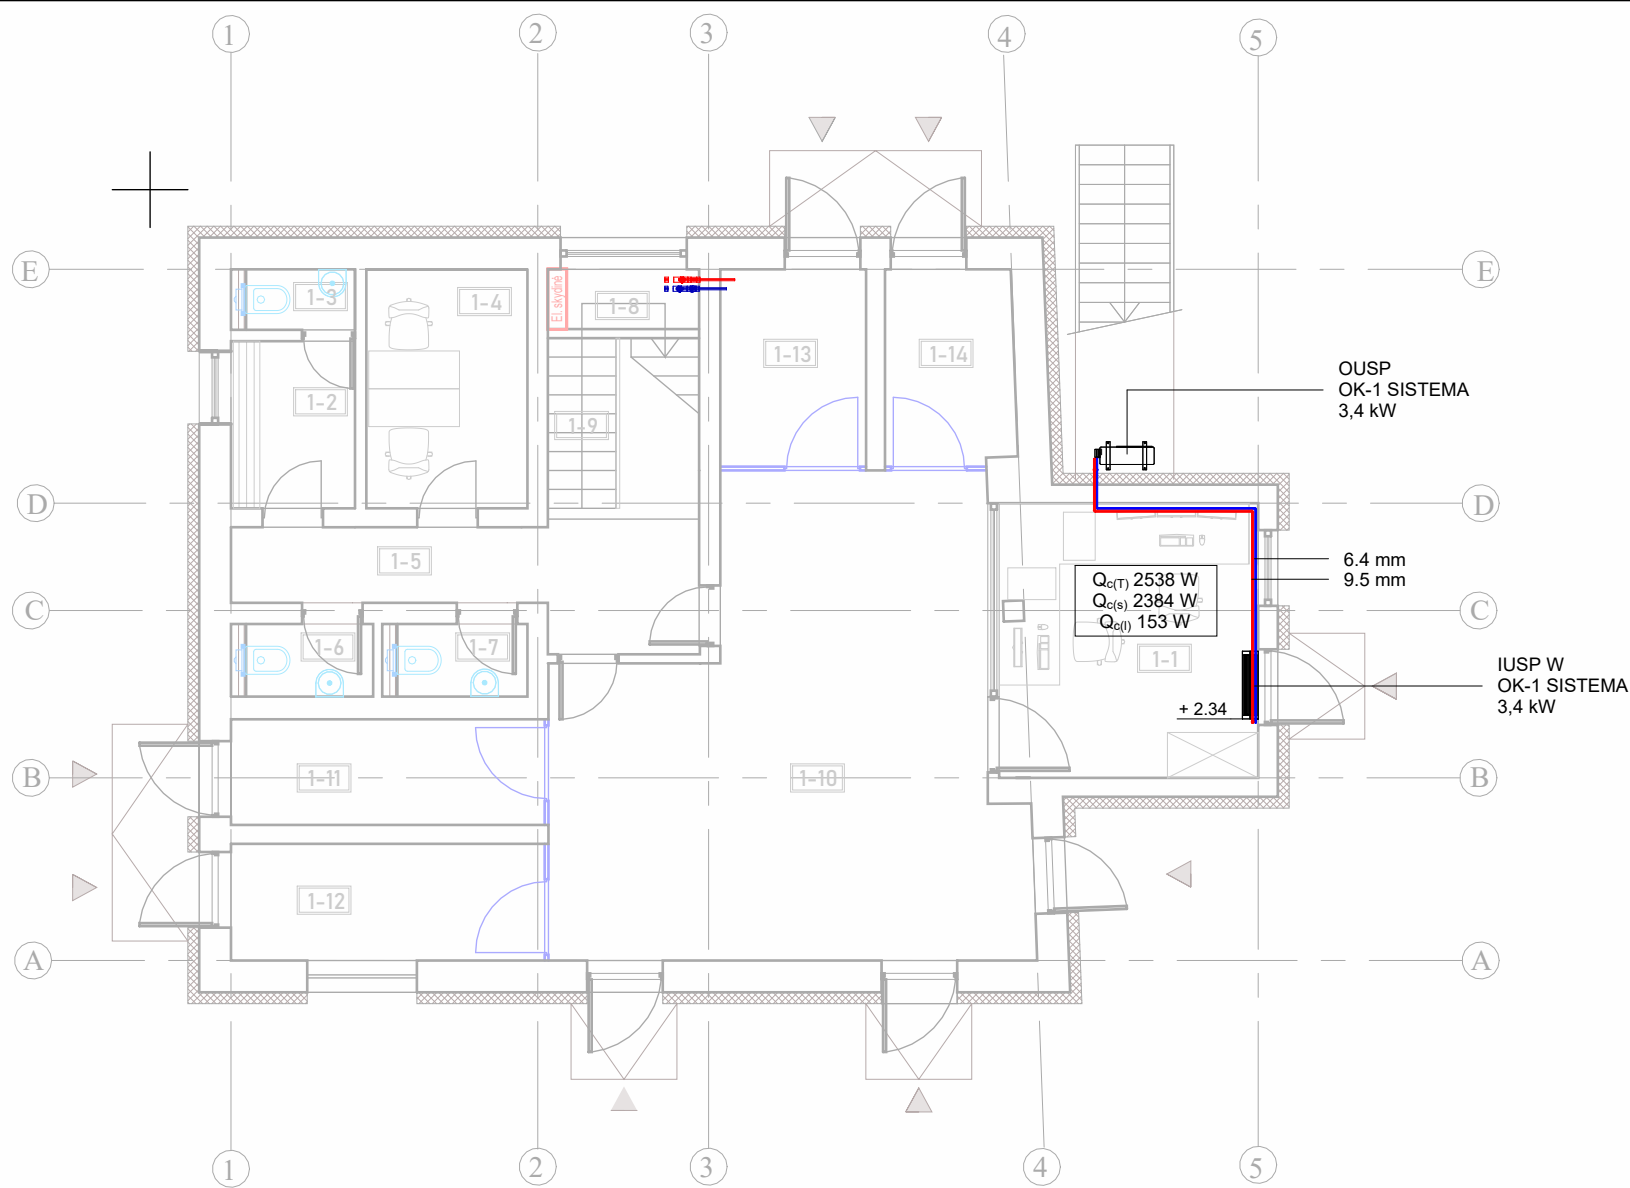 1
2
3
4
5
E
E
El. skydinė
1-3
1-4
1-8
1-13
1-14
1-2
1-9
OUSP
OK-1 SISTEMA
3,4 kW
D
D
1-5
6.4 mm
9.5 mm
Qc(T) 2538 W
Qc(s) 2384 W
Qc(l) 153 W
C
C
1-6
1-7
1-1
IUSP W
OK-1 SISTEMA
3,4 kW
+ 2.34
B
B
1-11
1-10
1-12
A
A
1
2
3
4
5